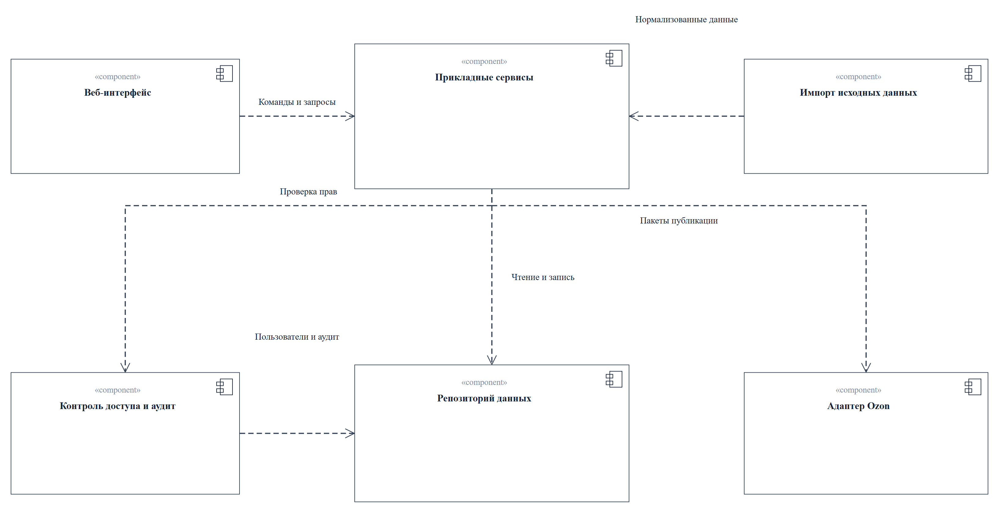 Нормализованные данные
«component»
Веб-интерфейс
Команды и запросы
«component»
Прикладные сервисы
«component»
Импорт исходных данных
Проверка прав
Пакеты публикации
Чтение и запись
Пользователи и аудит
«component»
Контроль доступа и аудит
«component»
Репозиторий данных
«component»
Адаптер Ozon